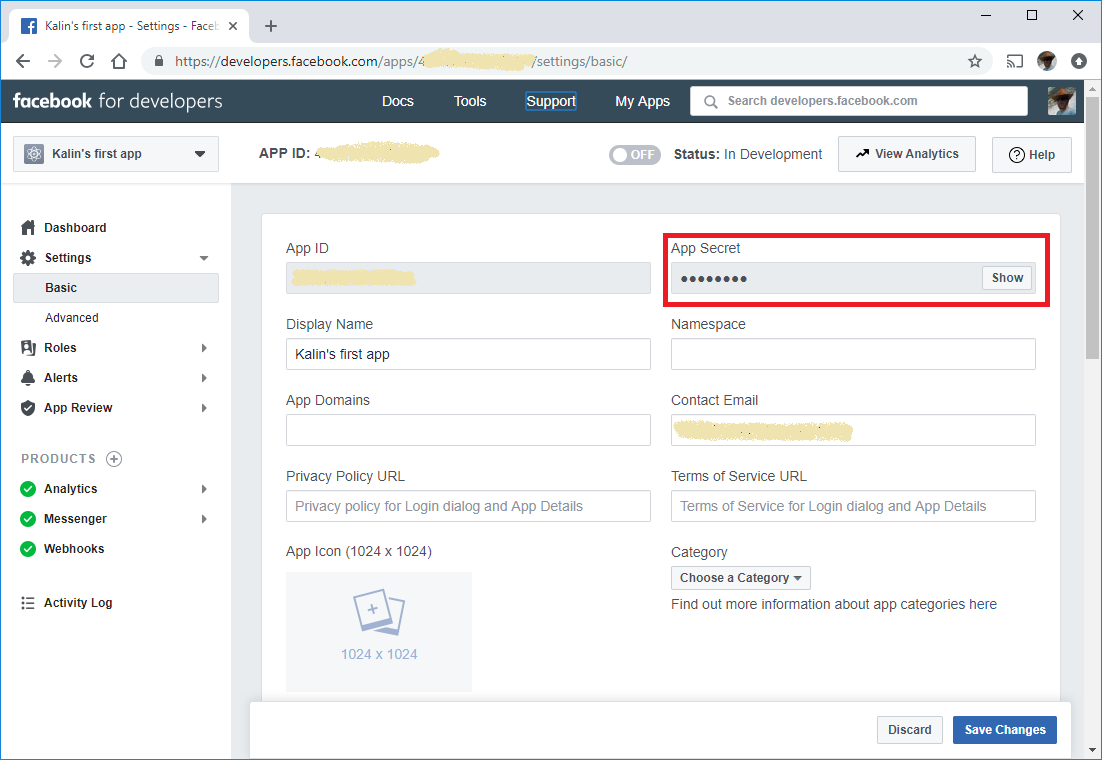 Kalin's first app - Settings - Faceb
https://developers.facebook.com/apps/4 /settings/basic/
facebook for developers
Docs
Tools
Support
My Apps
Search developers.facebook.com
Kalin's first app
APP ID: 4
OFF
Status: In Development
View Analytics
Help
Dashboard
Settings
Basic
Advanced
Roles
Alerts
App Review
PRODUCTS
Analytics
Messenger
Webhooks
Activity Log
App ID
App Secret
●●●●●●●●
Show
Display Name
Namespace
Kalin's first app
App Domains
Contact Email
Privacy Policy URL
Terms of Service URL
Privacy policy for Login dialog and App Details
Terms of Service for Login dialog and App Details
App Icon (1024 x 1024)
Category
1024 x 1024
Choose a Category
Find out more information about app categories here
Discard
Save Changes